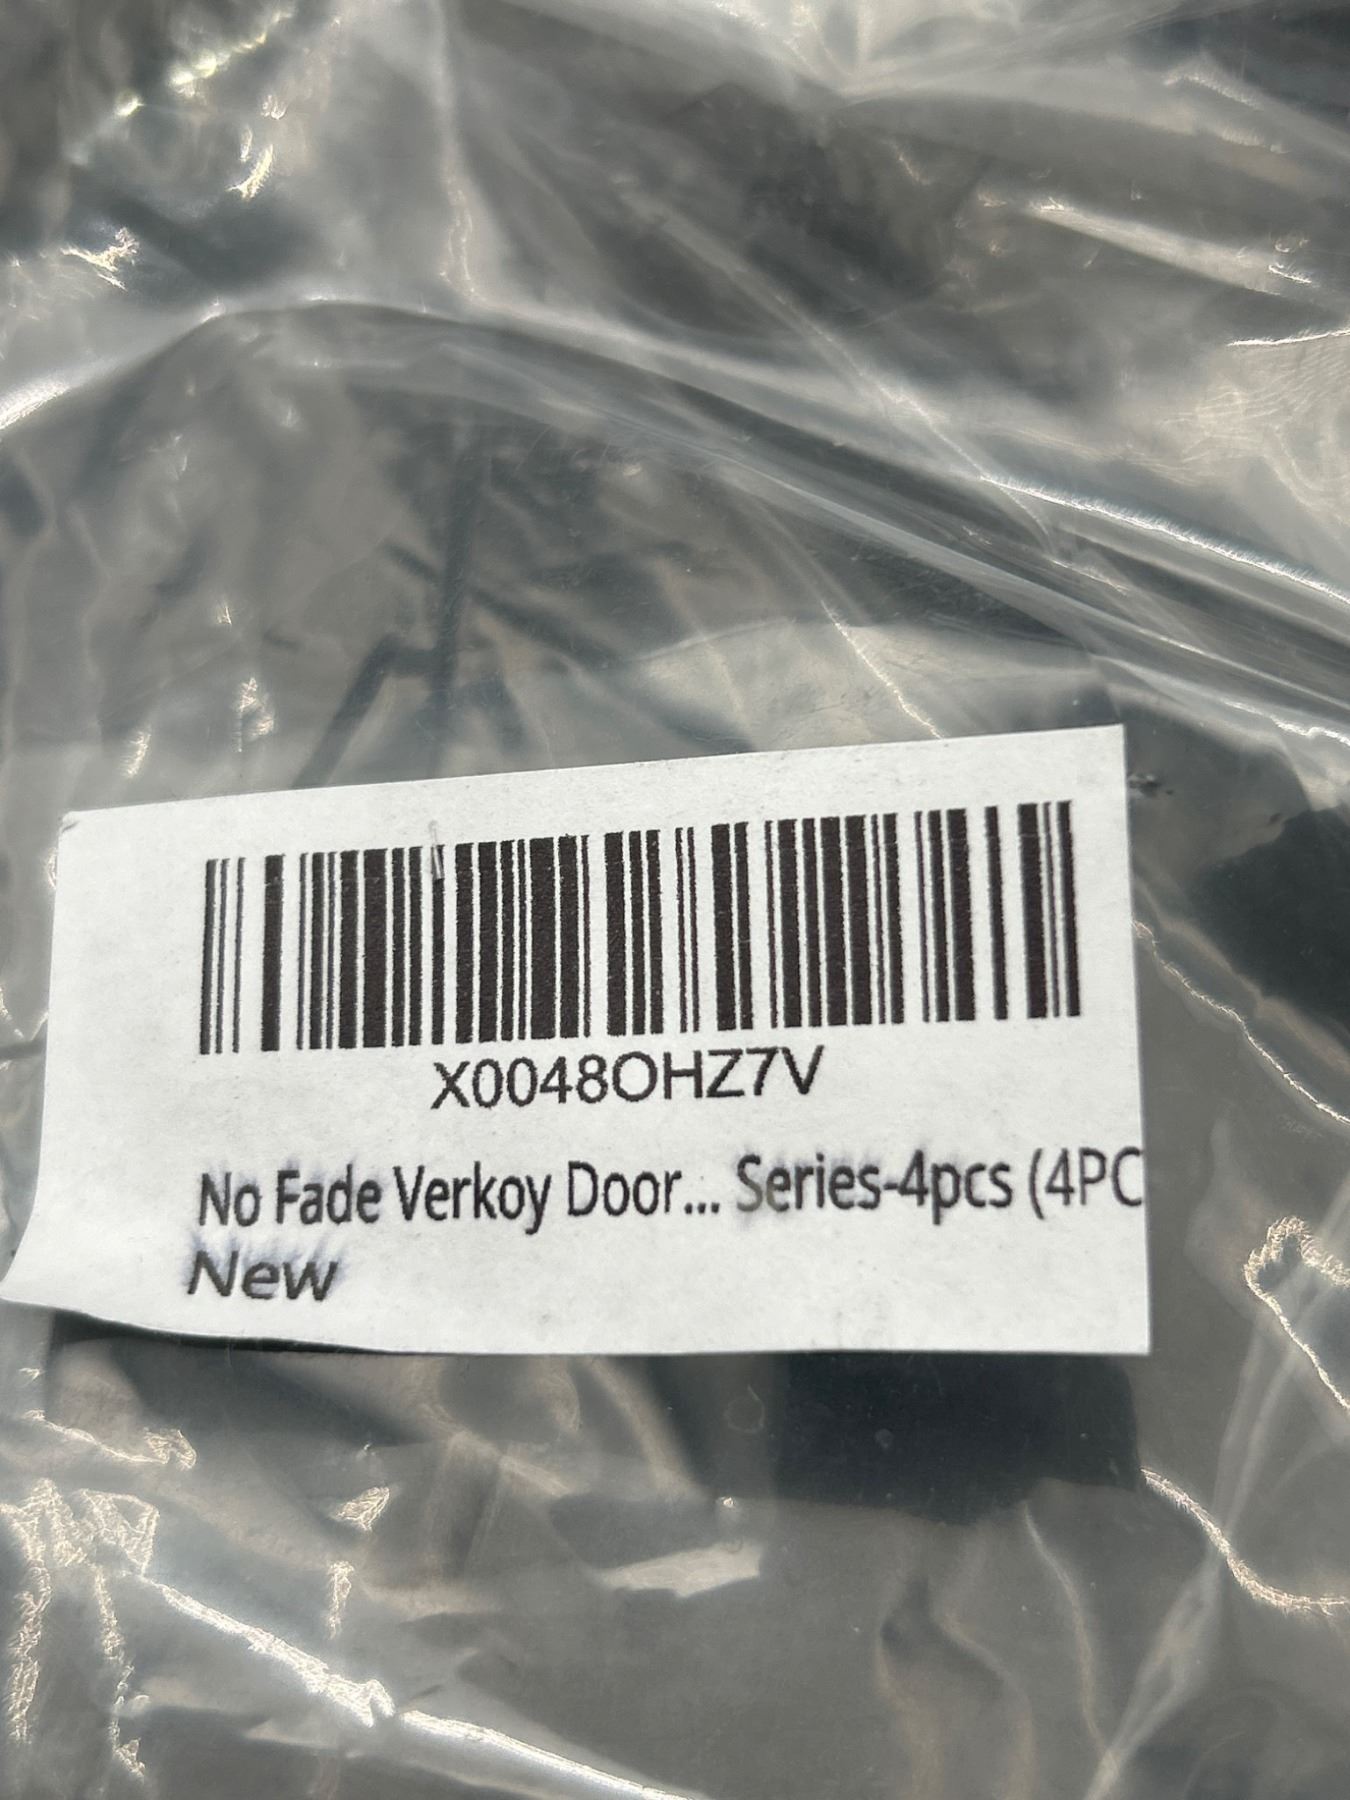 X0048OHZ7V
No Fade Verkoy Door... Series-4pcs (4PC
New